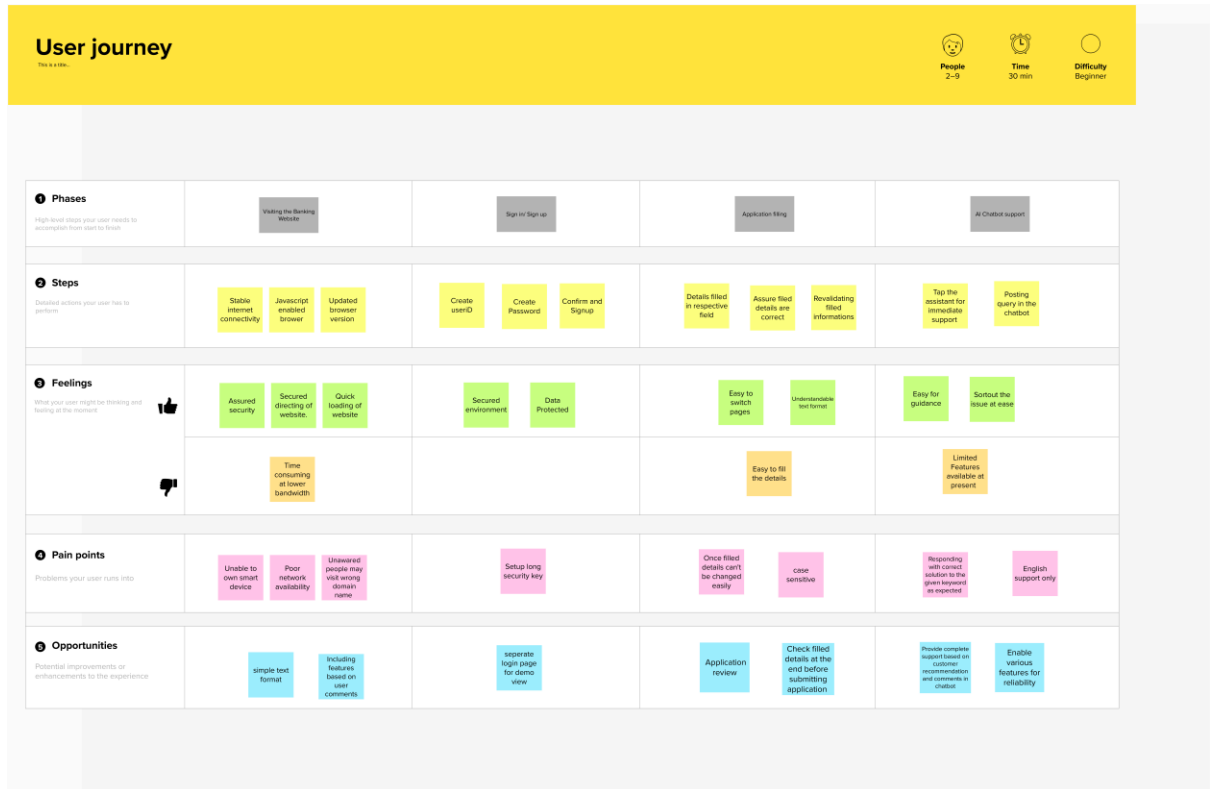 User journey
This is a title...
People
2–9
Time
30 min
Difficulty
Beginner
1 Phases
High-level steps your user needs to
accomplish from start to finish
Visiting the Banking
Website
Sign in/ Sign up
Application filling
AI Chatbot support
2 Steps
Detailed actions your user has to
perform
Stable
internet
connectivity
Javascript
enabled
brower
Updated
browser
version
Create
userID
Create
Password
Confirm and
Signup
Details filled
in respective
field
Assure filed
details are
correct
Revalidating
filled
informations
Tap the
assistant for
immediate
support
Posting
query in the
chatbot
3 Feelings
What your user might be thinking and
feeling at the moment
Assured
security
Secured
directing of
website.
Quick
loading of
website
Secured
environment
Data
Protected
Easy to
switch
pages
Understandable
text format
Easy for
guidance
Sortout the
issue at ease
Time
consuming
at lower
bandwidth
Easy to fill
the details
Limited
Features
available at
present
4 Pain points
Problems your user runs into
Unable to
own smart
device
Poor
network
availability
Unawared
people may
visit wrong
domain
name
Setup long
security key
Once filled
details can't
be changed
easily
case
sensitive
Responding
with correct
solution to the
given keyword
as expected
English
support only
5 Opportunities
Potential improvements or
enhancements to the experience
simple text
format
Including
features
based on
user
comments
seperate
login page
for demo
view
Application
review
Check filled
details at the
end before
submitting
application
Provide complete
support based on
customer
recommendation
and comments in
chatbot
Enable
various
features for
reliability